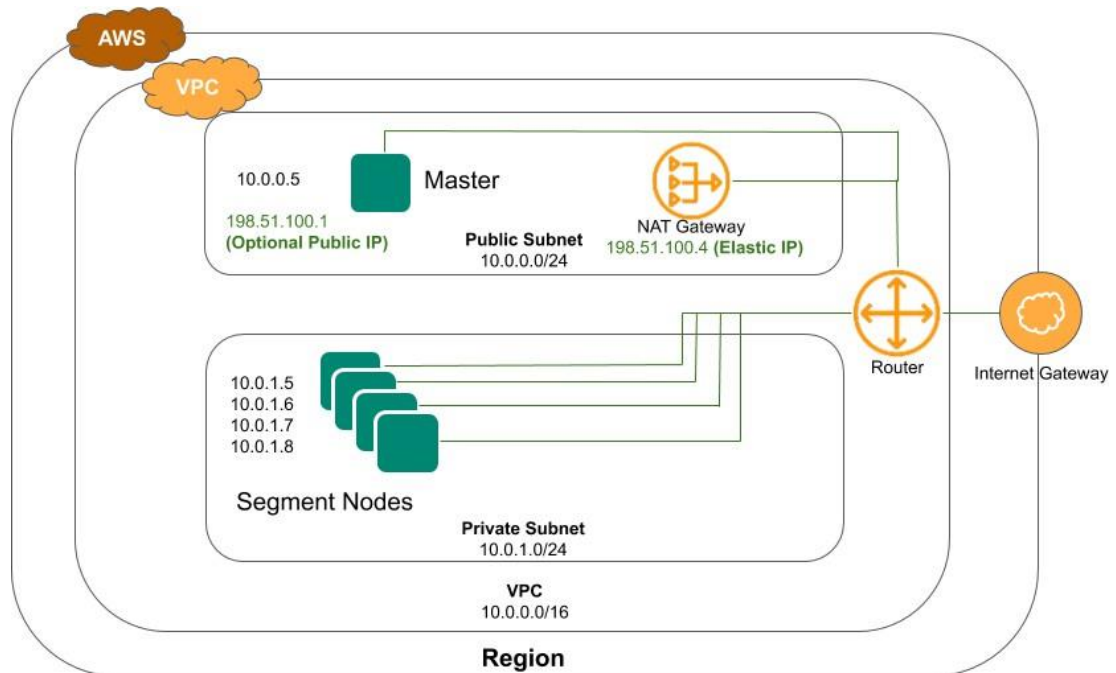 AWS
VPC
10.0.0.5
Master
198.51.100.1
(Optional Public IP)
NAT Gateway
198.51.100.4 (Elastic IP)
Public Subnet
10.0.0.0/24
Router
Internet Gateway
10.0.1.5
10.0.1.6
10.0.1.7
10.0.1.8
Segment Nodes
Private Subnet
10.0.1.0/24
VPC
10.0.0.0/16
Region